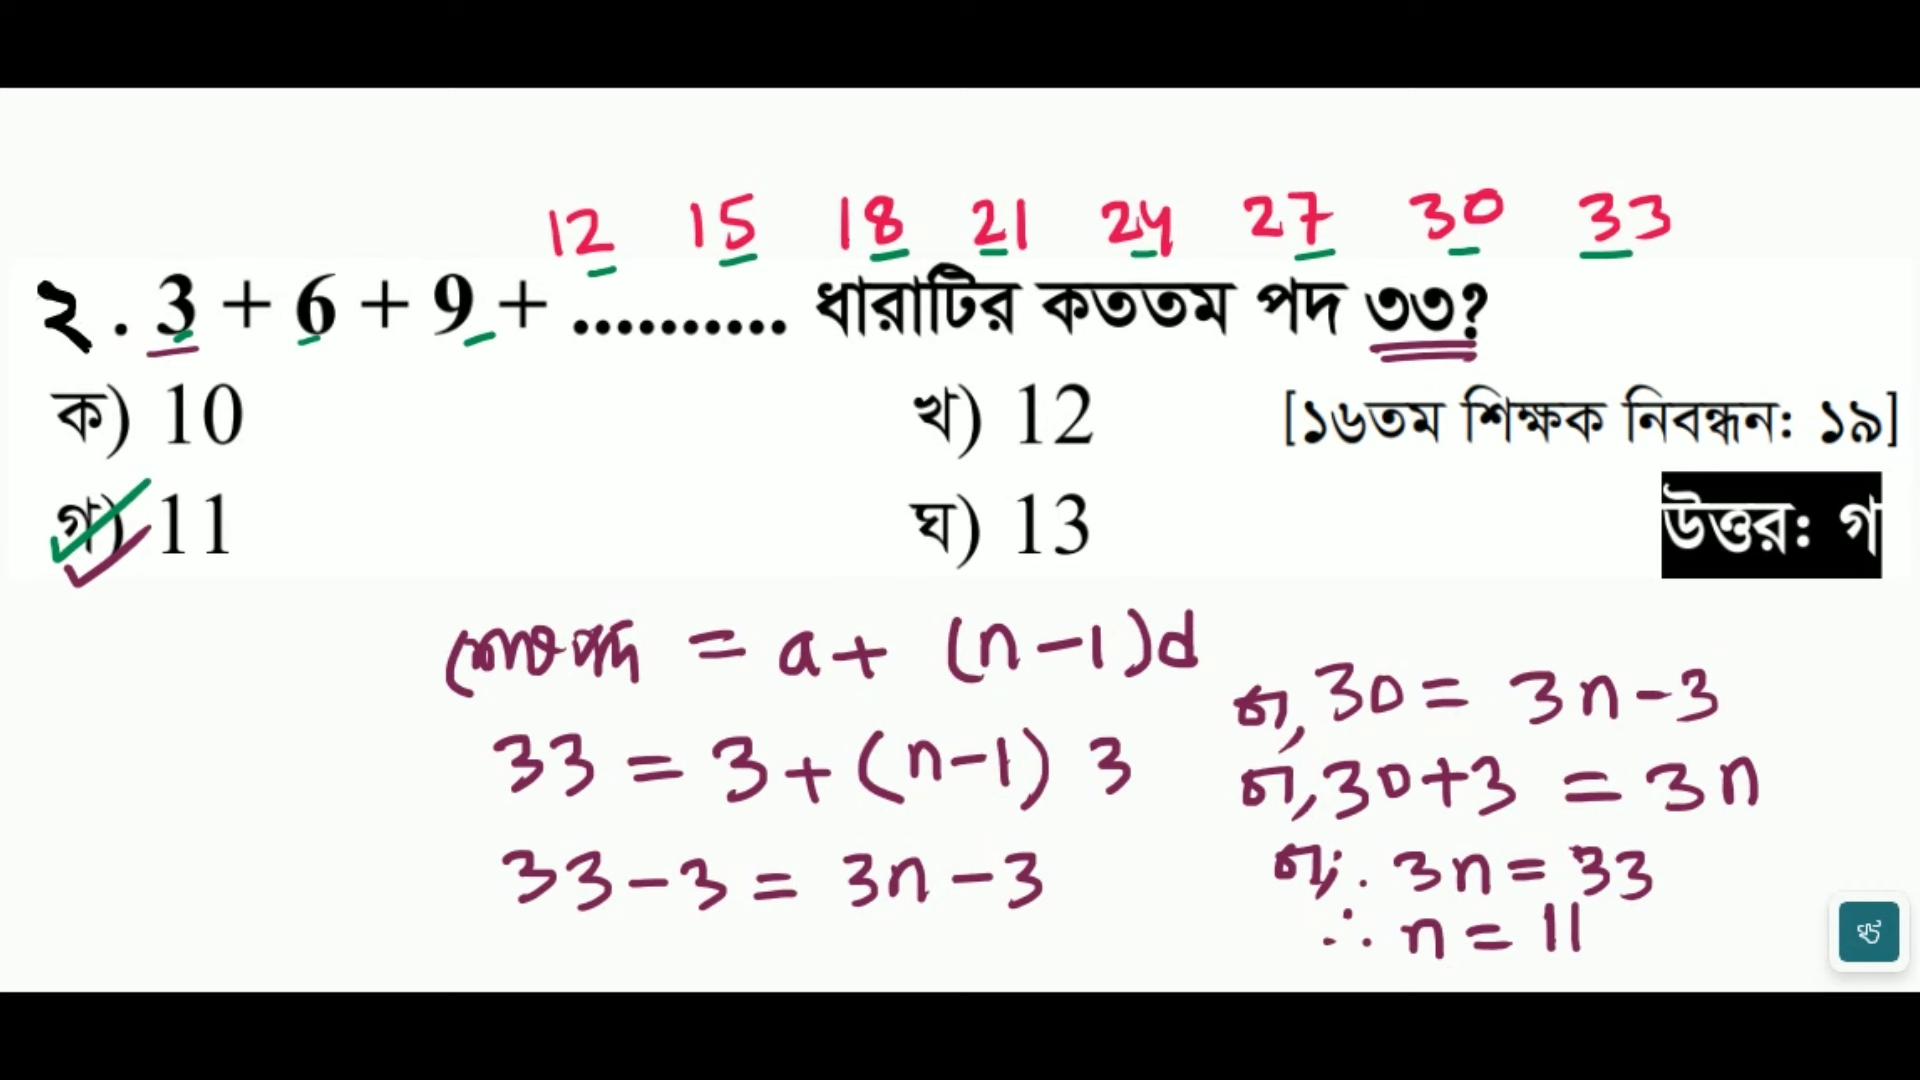 12 15 18 21 24 27 30 33
২. 3 + 6 + 9 + .......... ধারাটির কততম পদ ৩৩?
ক) 10 খ) 12 [১৬তম শিক্ষক নিবন্ধন: ১৯]
গ) 11 ঘ) 13 উত্তর: গ
শেষপদ = a + (n-1)d
33 = 3 + (n-1) 3
33-3 = 3n-3
বা, 30 = 3n-3
বা, 30+3 = 3n
বা, 3n = 33
∴ n = 11